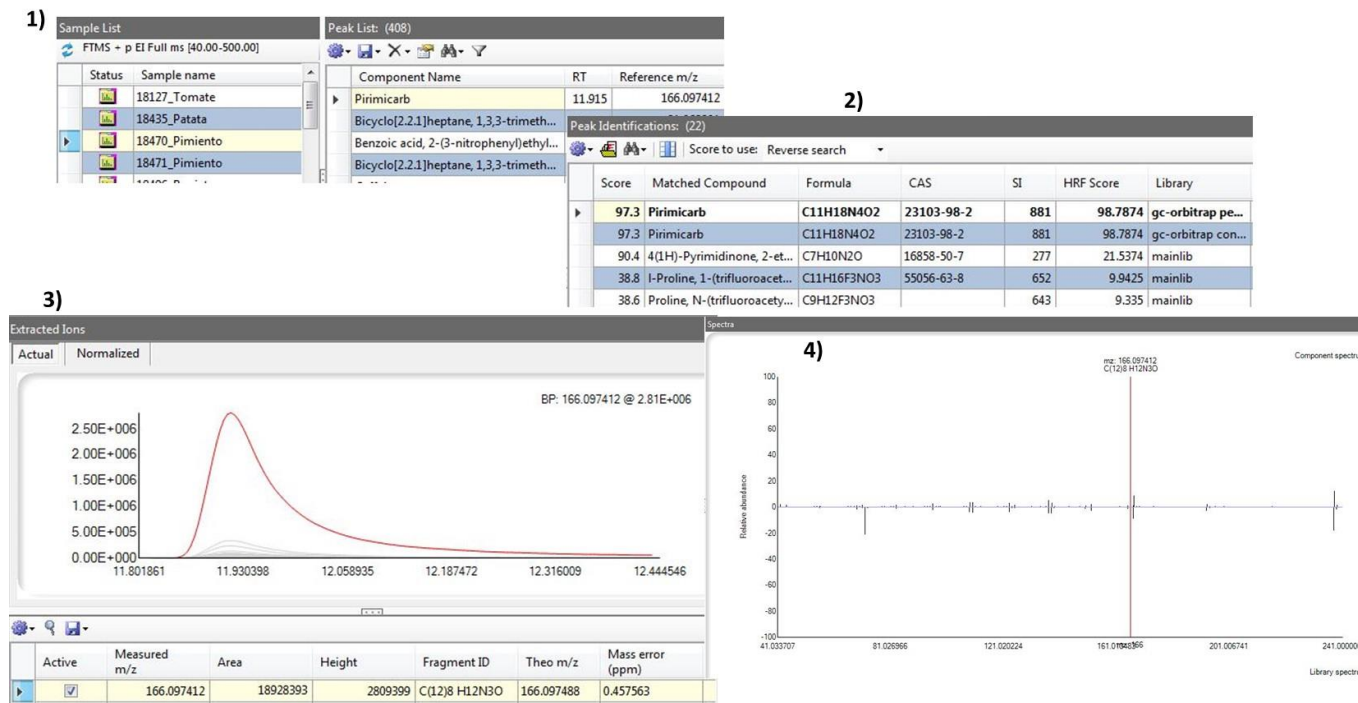 1)
Sample List
FTMS + p EI Full ms [40.00-500.00]
Status Sample name
18127_Tomate
18435_Patata
18470_Pimiento
18471_Pimiento
Peak List: (408)
Component Name RT Reference m/z
Pirimicarb 11.915 166.097412
Bicyclo[2.2.1]heptane, 1,3,3-trimeth...
Benzoic acid, 2-(3-nitrophenyl)ethyl...
Bicyclo[2.2.1]heptane, 1,3,3-trimeth...
2)
Peak Identifications: (22)
Score to use: Reverse search
Score Matched Compound Formula CAS SI HRF Score Library
97.3 Pirimicarb C11H18N4O2 23103-98-2 881 98.7874 gc-orbitrap pe...
97.3 Pirimicarb C11H18N4O2 23103-98-2 881 98.7874 gc-orbitrap con...
90.4 4(1H)-Pyrimidinone, 2-et... C7H10N2O 16858-50-7 277 21.5374 mainlib
38.8 l-Proline, 1-(trifluoroacet... C11H16F3NO3 55056-63-8 652 9.9425 mainlib
38.6 Proline, N-(trifluoroacety... C9H12F3NO3 643 9.335 mainlib
3)
Extracted Ions
Actual Normalized
BP: 166.097412 @ 2.81E+006
2.50E+006
2.00E+006
1.50E+006
1.00E+006
5.00E+005
0.00E+000
11.801861 11.930398 12.058935 12.187472 12.316009 12.444546
Active Measured m/z Area Height Fragment ID Theo m/z Mass error (ppm)
166.097412 18928393 2809399 C(12)8 H12N3O 166.097488 0.457563
Spectra
4)
mz: 166.097412
C(12)8 H12N3O
Component spectru
Relative abundance
100
80
60
40
20
0
-20
-40
-60
-80
-100
41.033707 81.026966 121.020224 201.006741 241.00000
Library spectru